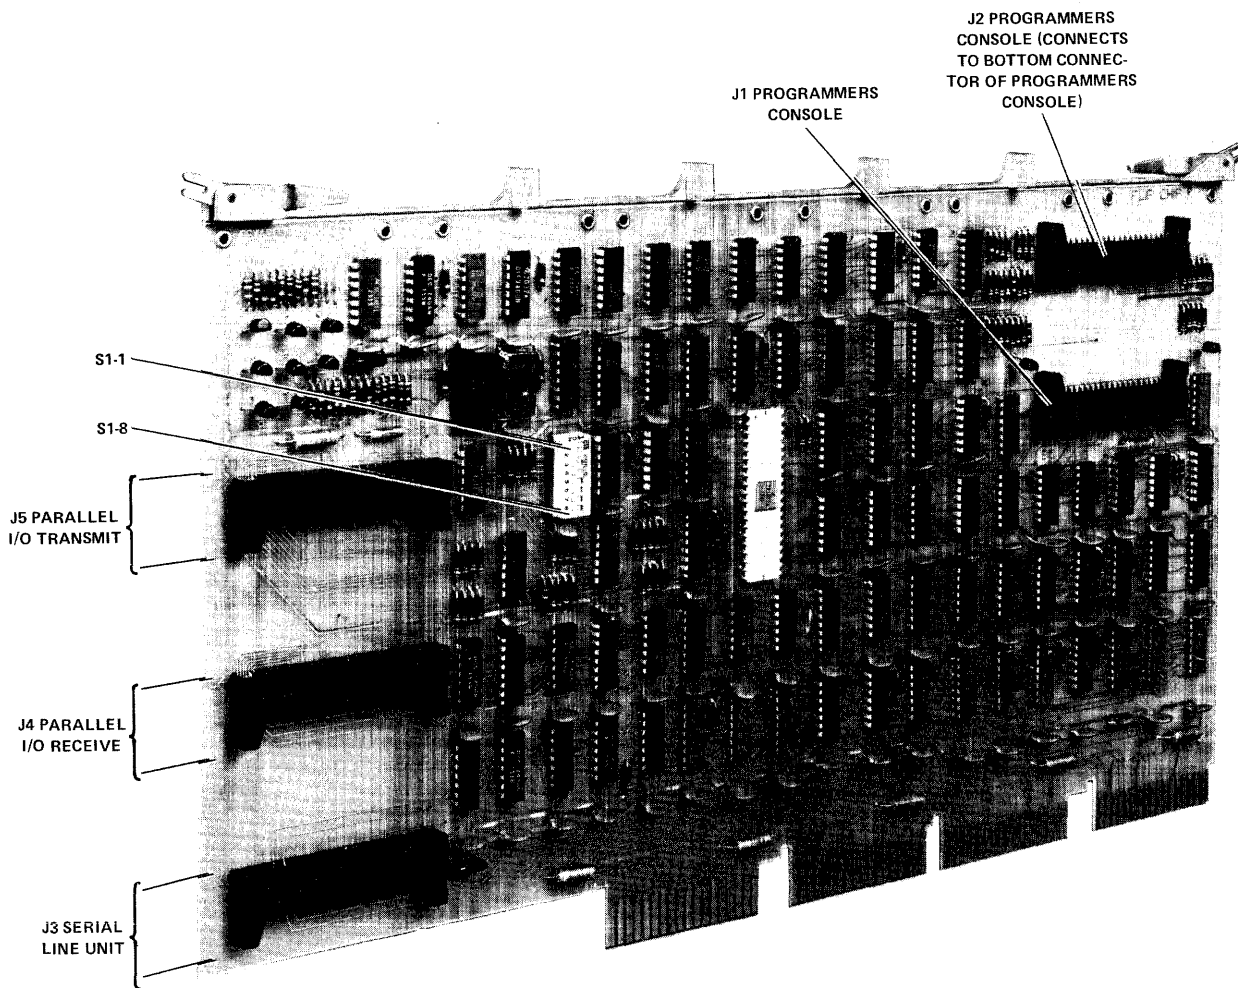 J2 PROGRAMMERS
CONSOLE (CONNECTS
TO BOTTOM CONNEC-
TOR OF PROGRAMMERS
CONSOLE)
J1 PROGRAMMERS
CONSOLE
S1-1
S1-8
J5 PARALLEL
I/O TRANSMIT
J4 PARALLEL
I/O RECEIVE
J3 SERIAL
LINE UNIT